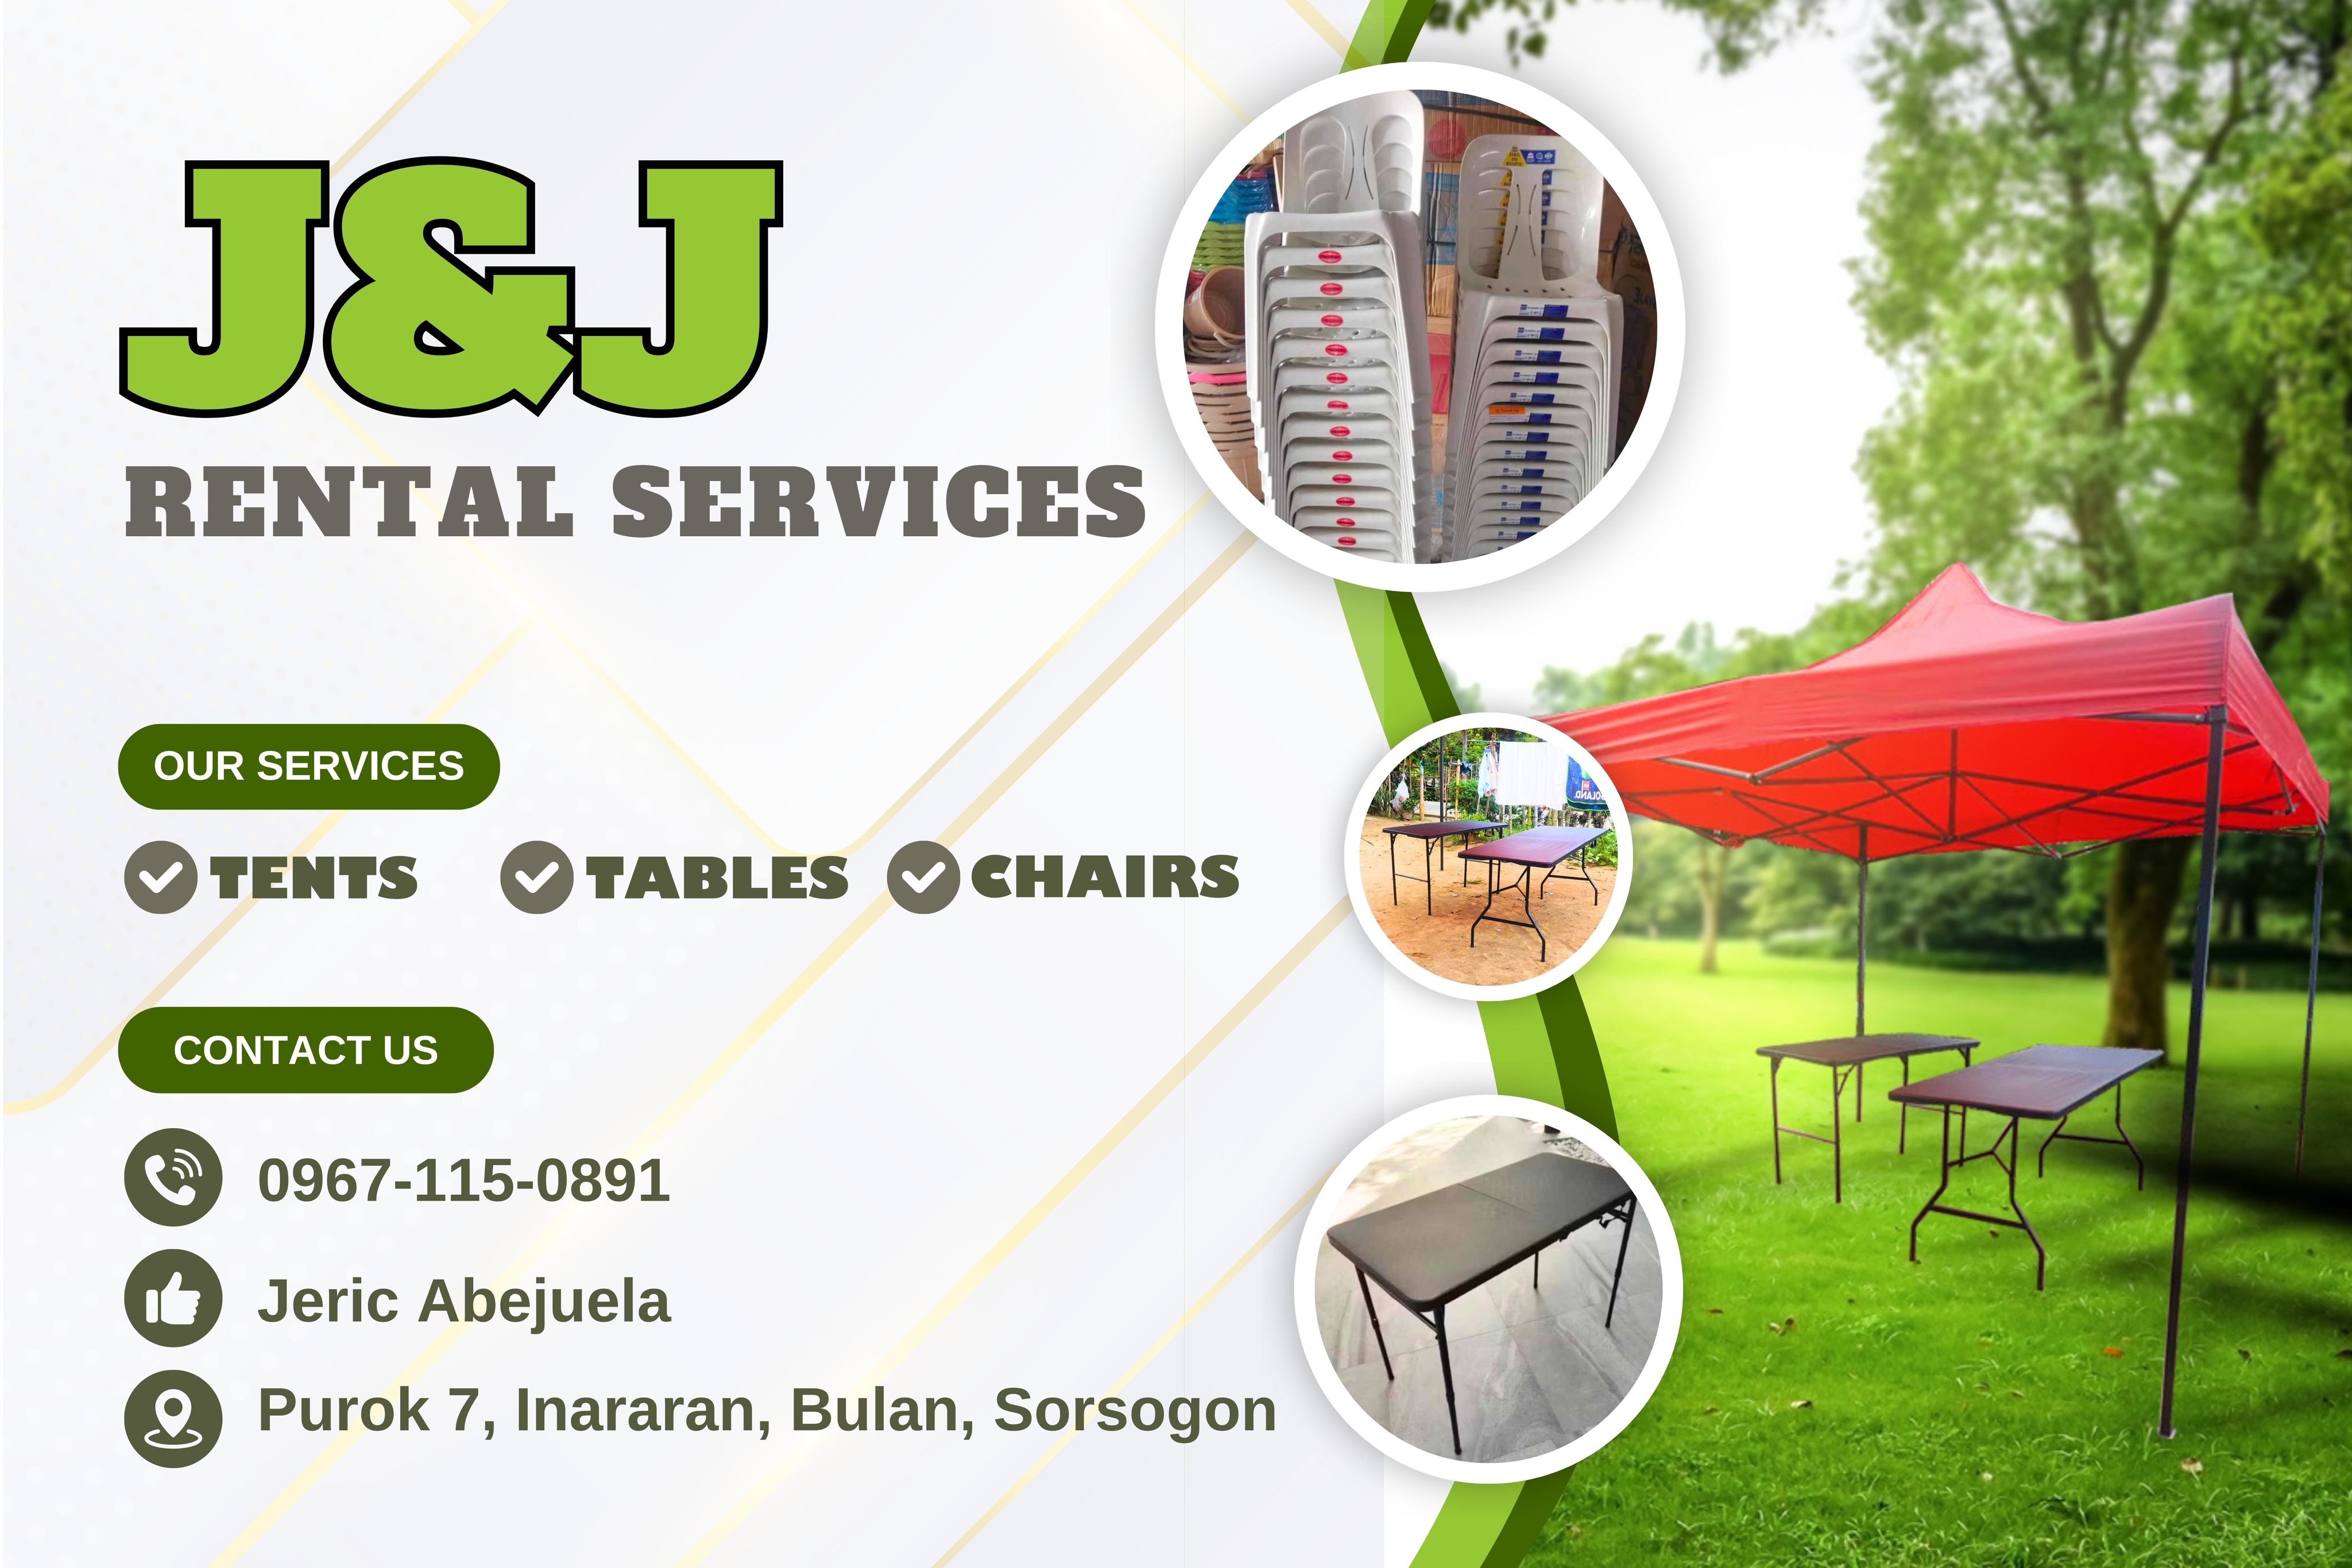 J&J
RENTAL SERVICES
OUR SERVICES
TENTS TABLES CHAIRS
CONTACT US
0967-115-0891
Jeric Abejuela
Purok 7, Inararan, Bulan, Sorsogon